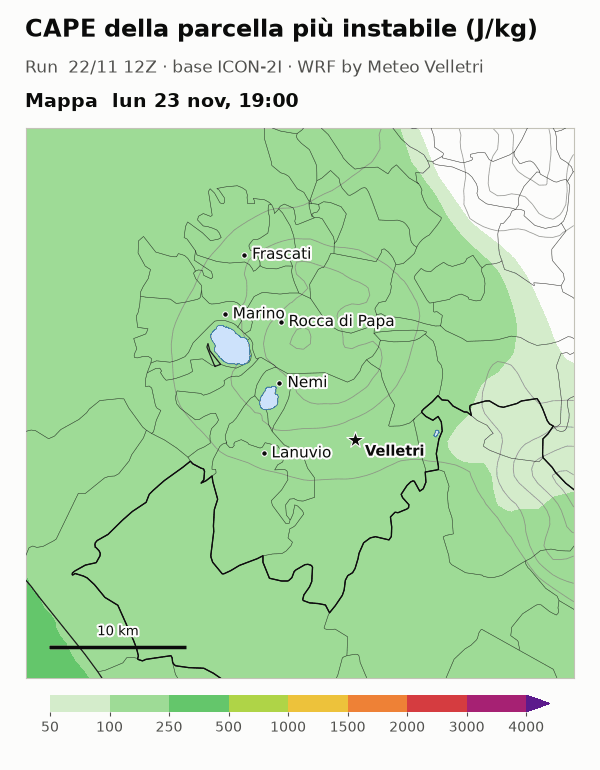 CAPE della parcella più instabile (J/kg)
Run  22/11 12Z · base ICON-2I · WRF by Meteo Velletri
Mappa  lun 23 nov, 19:00
Frascati
Marino
Rocca di Papa
Nemi
Velletri
Lanuvio
10 km
50 100 250 500 1000 1500 2000 3000 4000